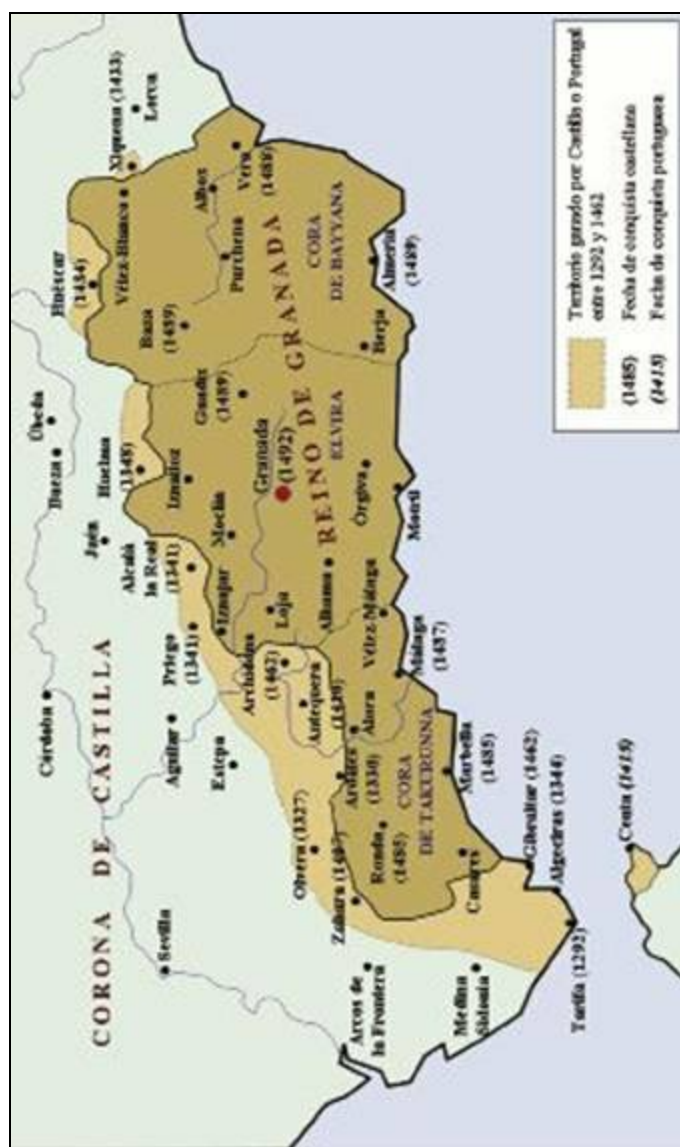 CORONA DE CASTILLA
Córdoba
Sevilla
Aguilar
Estepa
Jaén
Baeza
Úbeda
Huéscar
(1434)
Xiquena (1433)
Lorca
Vélez-Blanco
Huelma
(1348)
Alcalá
la Real
(1341)
Priego
(1341)
Iznájar
Iznalloz
Moclín
Baza
(1489)
Guadix
(1489)
Purchena
Albox
Vera
(1488)
Granada
(1492)
REINO DE GRANADA
ELVIRA
CORA
DE BAYYANA
Almería
(1489)
Berja
Órgiva
Motril
Loja
Alhama
Vélez-Málaga
Málaga
(1487)
Archidona
(1462)
Antequera
Álora
Ardales
(1330)
Olvera (1327)
Zahara
Ronda
(1485)
CORA
DE TAKURUNNA
Marbella
(1485)
Casares
Gibraltar (1462)
Algeciras (1344)
Tarifa (1292)
Ceuta (1415)
Arcos de
la Frontera
Medina
Sidonia
Territorio ganado por Castilla o Portugal
entre 1292 y 1462
(1485) Fecha de conquista castellana
(1415) Fecha de conquista portuguesa